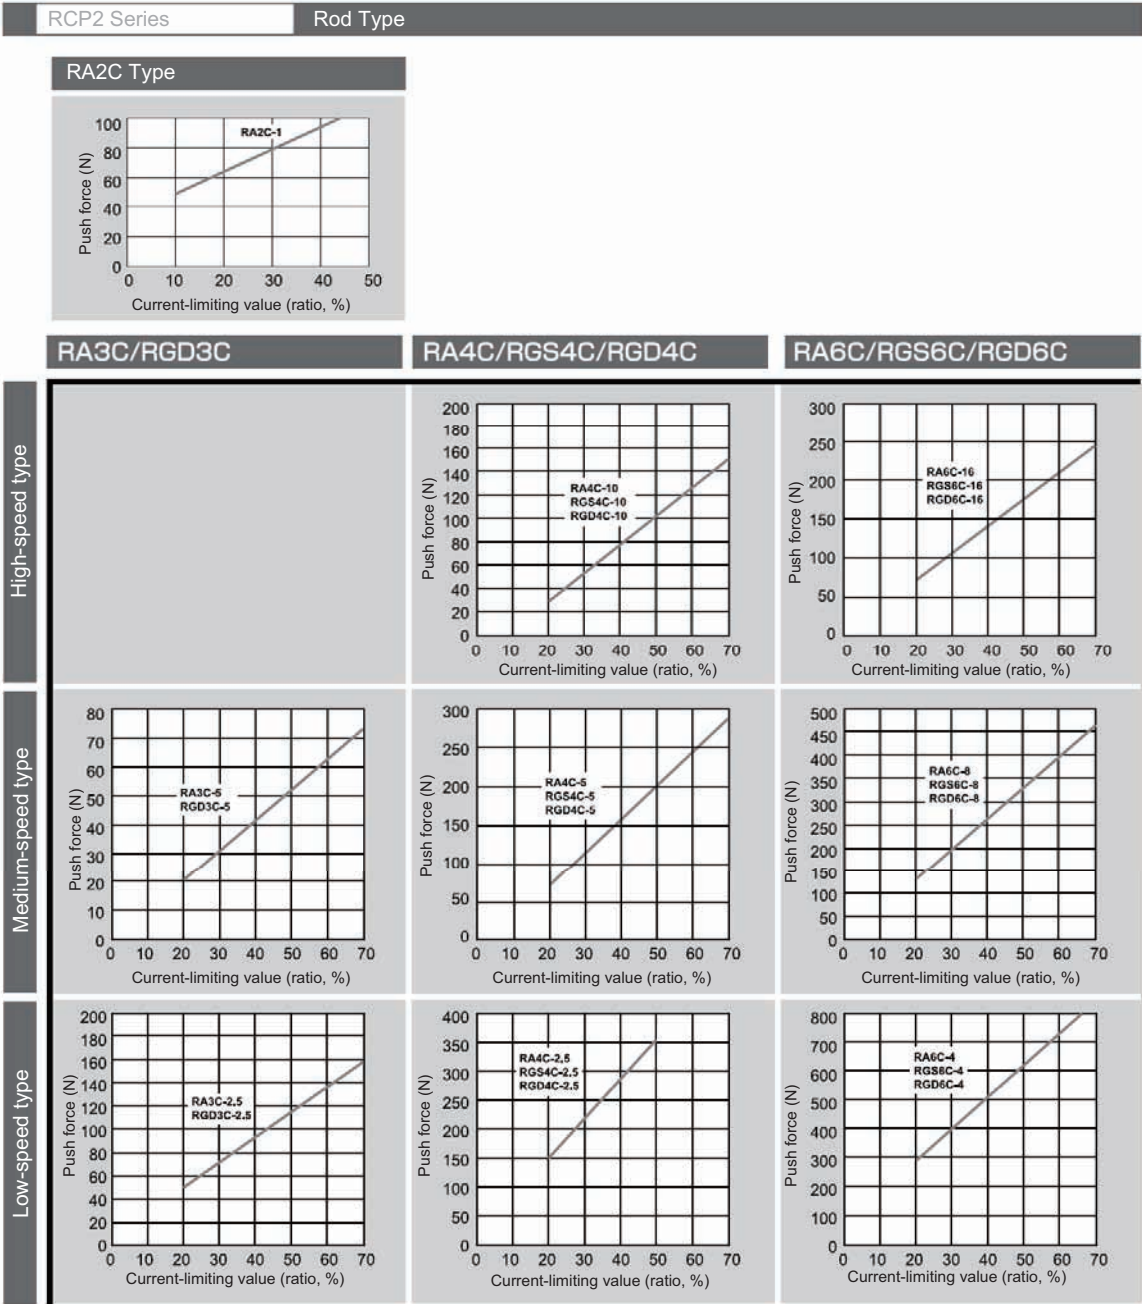 RCP2 Series
Rod Type
RA2C Type
100
80
60
40
20
0
Push force (N)
RA2C-1
0 10 20 30 40 50
Current-limiting value (ratio, %)
RA3C/RGD3C
RA4C/RGS4C/RGD4C
RA6C/RGS6C/RGD6C
High-speed type
200
180
160
140
120
100
80
60
40
20
0
Push force (N)
RA4C-10
RGS4C-10
RGD4C-10
0 10 20 30 40 50 60 70
Current-limiting value (ratio, %)
300
250
200
150
100
50
0
Push force (N)
RA6C-16
RGS6C-16
RGD6C-16
0 10 20 30 40 50 60 70
Current-limiting value (ratio, %)
Medium-speed type
80
70
60
50
40
30
20
10
0
Push force (N)
RA3C-5
RGD3C-5
0 10 20 30 40 50 60 70
Current-limiting value (ratio, %)
300
250
200
150
100
50
0
Push force (N)
RA4C-5
RGS4C-5
RGD4C-5
0 10 20 30 40 50 60 70
Current-limiting value (ratio, %)
500
450
400
350
300
250
200
150
100
50
0
Push force (N)
RA6C-8
RGS6C-8
RGD6C-8
0 10 20 30 40 50 60 70
Current-limiting value (ratio, %)
Low-speed type
200
180
160
140
120
100
80
60
40
20
0
Push force (N)
RA3C-2.5
RGD3C-2.5
0 10 20 30 40 50 60 70
Current-limiting value (ratio, %)
400
350
300
250
200
150
100
50
0
Push force (N)
RA4C-2.5
RGS4C-2.5
RGD4C-2.5
0 10 20 30 40 50 60 70
Current-limiting value (ratio, %)
800
700
600
500
400
300
200
100
0
Push force (N)
RA6C-4
RGS6C-4
RGD6C-4
0 10 20 30 40 50 60 70
Current-limiting value (ratio, %)